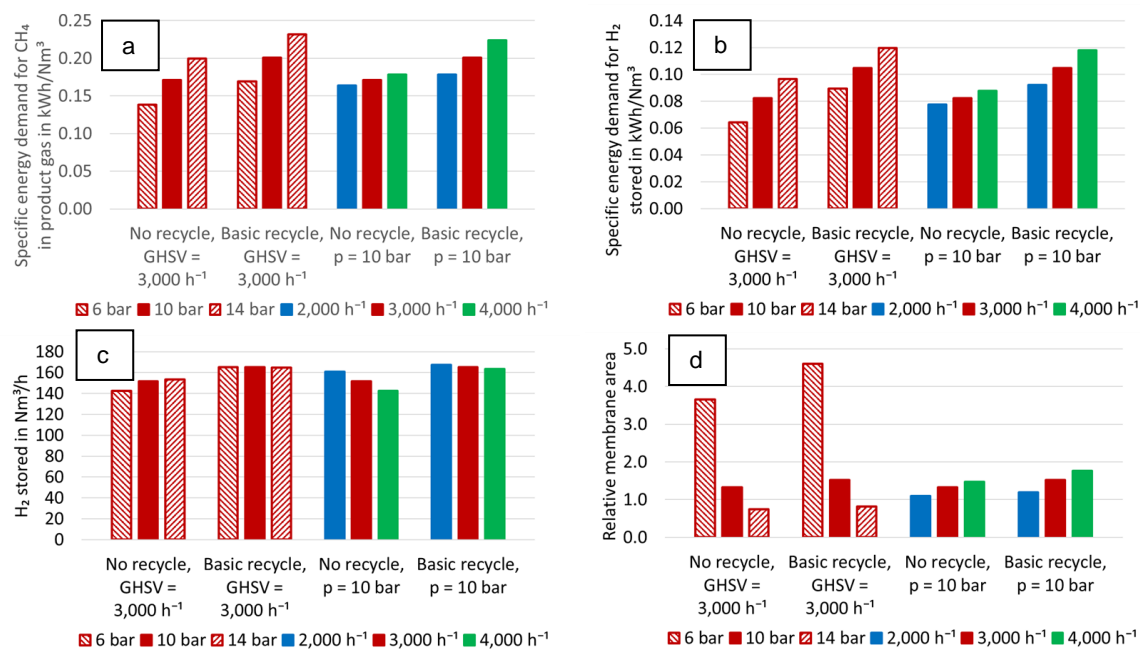 a
Specific energy demand for CH₄
in product gas in kWh/Nm³
0.25
0.20
0.15
0.10
0.05
0.00
No recycle,
GHSV =
3,000 h⁻¹
Basic recycle,
GHSV =
3,000 h⁻¹
No recycle,
p = 10 bar
Basic recycle,
p = 10 bar
6 bar 10 bar 14 bar 2,000 h⁻¹ 3,000 h⁻¹ 4,000 h⁻¹
b
Specific energy demand for H₂
stored in kWh/Nm³
0.14
0.12
0.10
0.08
0.06
0.04
0.02
0.00
No recycle,
GHSV =
3,000 h⁻¹
Basic recycle,
GHSV =
3,000 h⁻¹
No recycle,
p = 10 bar
Basic recycle,
p = 10 bar
6 bar 10 bar 14 bar 2,000 h⁻¹ 3,000 h⁻¹ 4,000 h⁻¹
c
H₂ stored in Nm³/h
180
160
140
120
100
80
60
40
20
0
No recycle,
GHSV =
3,000 h⁻¹
Basic recycle,
GHSV =
3,000 h⁻¹
No recycle,
p = 10 bar
Basic recycle,
p = 10 bar
6 bar 10 bar 14 bar 2,000 h⁻¹ 3,000 h⁻¹ 4,000 h⁻¹
d
Relative membrane area
5.0
4.0
3.0
2.0
1.0
0.0
No recycle,
GHSV =
3,000 h⁻¹
Basic recycle,
GHSV =
3,000 h⁻¹
No recycle,
p = 10 bar
Basic recycle,
p = 10 bar
6 bar 10 bar 14 bar 2,000 h⁻¹ 3,000 h⁻¹ 4,000 h⁻¹